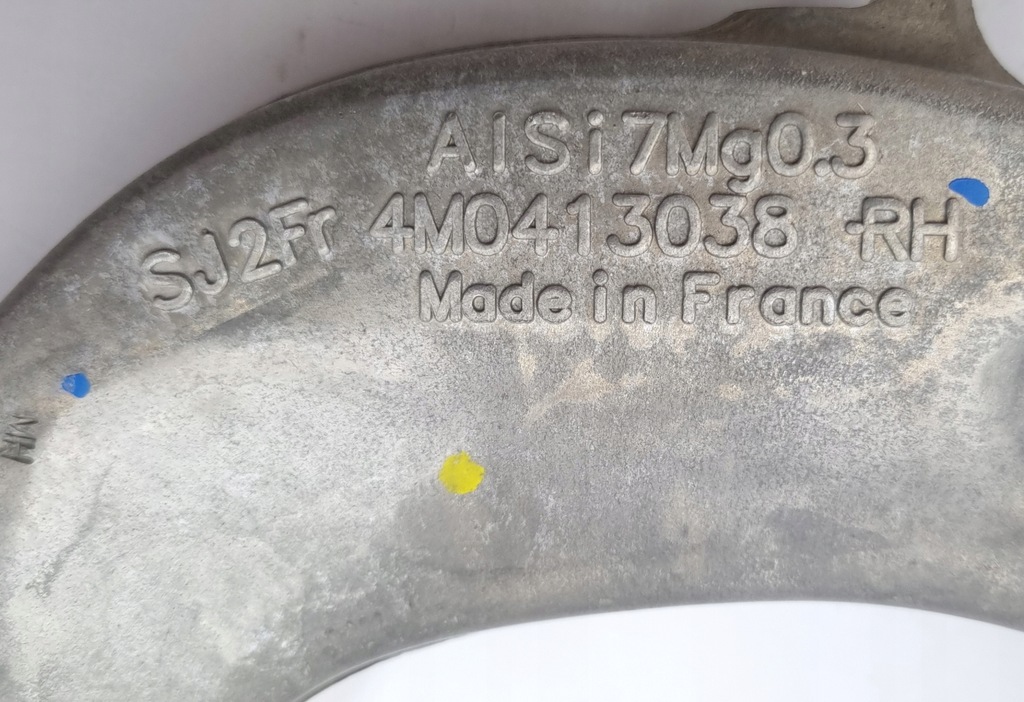 AlSi7Mg0.3
SJ2Fr 4M0413038 RH
Made in France